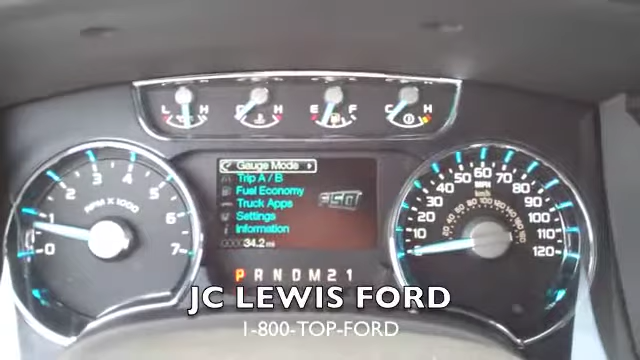 L H C H E F C H
Gauge Mode
Trip A / B
Fuel Economy
Truck Apps
Settings
Information
34.2 mi
0 1 2 3 4 5 6 7
RPM X 1000
0 10 20 30 40 50 60 70 80 90 100 110 120
MPH
km/h
P R N D M 2 1
JC LEWIS FORD
1-800-TOP-FORD